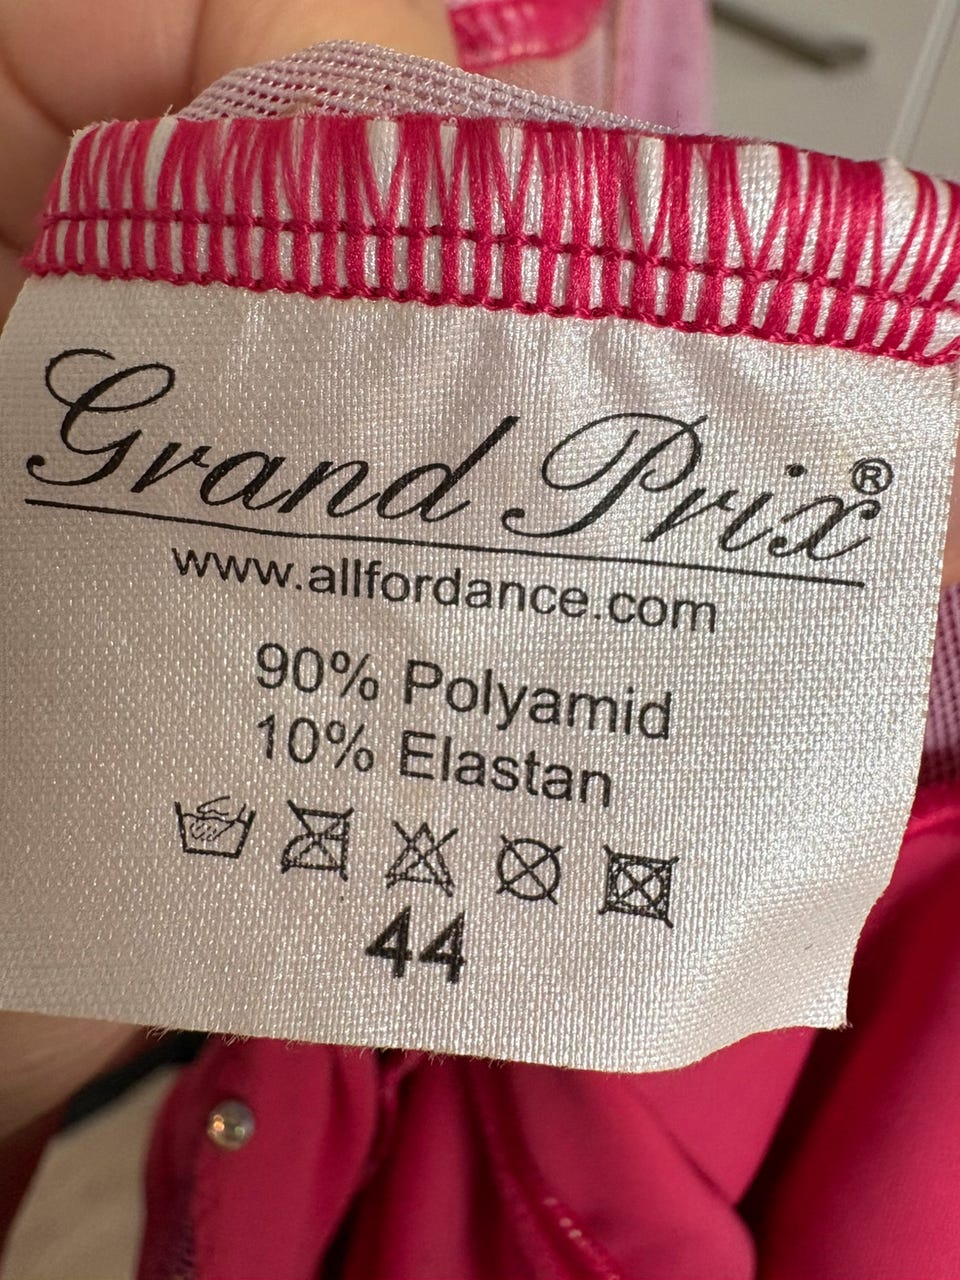 Grand Prix®
www.allfordance.com
90% Polyamid
10% Elastan
44